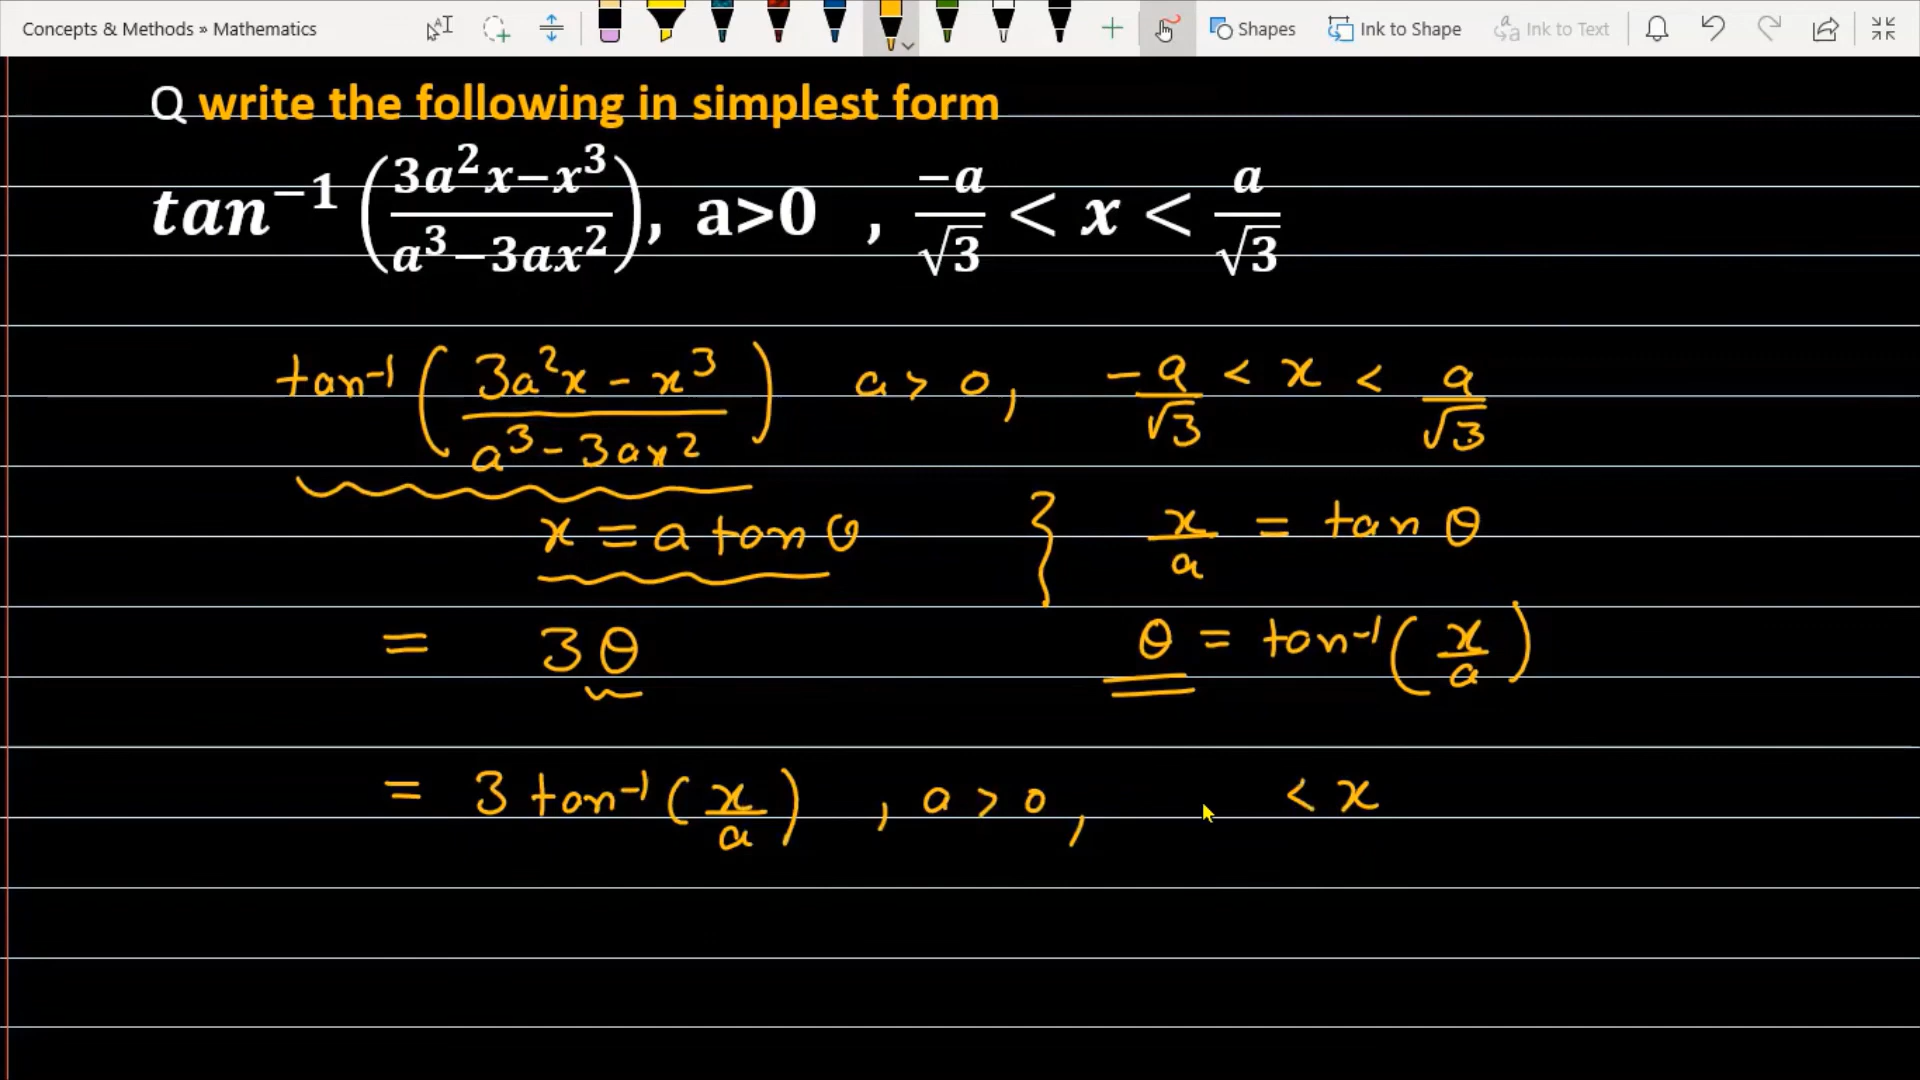 Concepts & Methods » Mathematics Shapes Ink to Shape Ink to Text
Q write the following in simplest form
tan⁻¹ ((3a²x−x³)/(a³−3ax²)), a>0 , −a/√3 < x < a/√3
tan⁻¹ ((3a²x − x³)/(a³ − 3ax²)) a > 0, −a/√3 < x < a/√3
x = a tan θ } x/a = tan θ
= 3θ θ = tan⁻¹ (x/a)
= 3 tan⁻¹ (x/a) , a > 0, < x